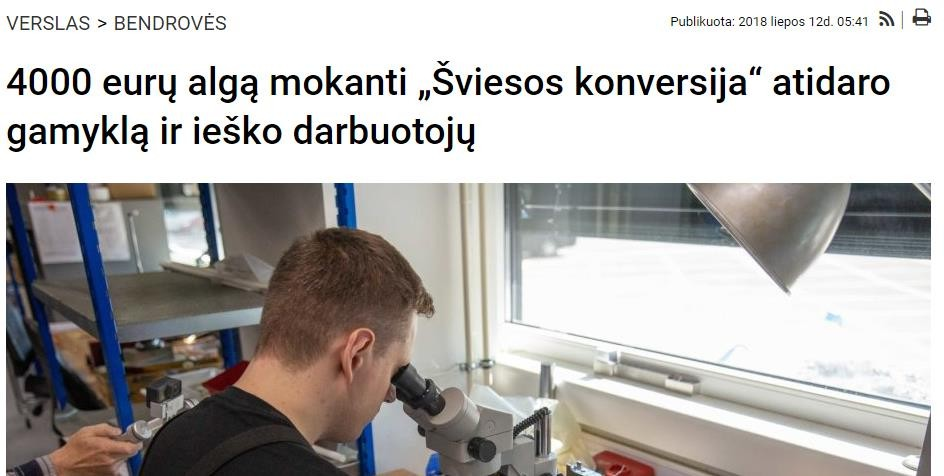 VERSLAS > BENDROVĖS
Publikuota: 2018 liepos 12d. 05:41
4000 eurų algą mokanti „Šviesos konversija“ atidaro
gamyklą ir ieško darbuotojų